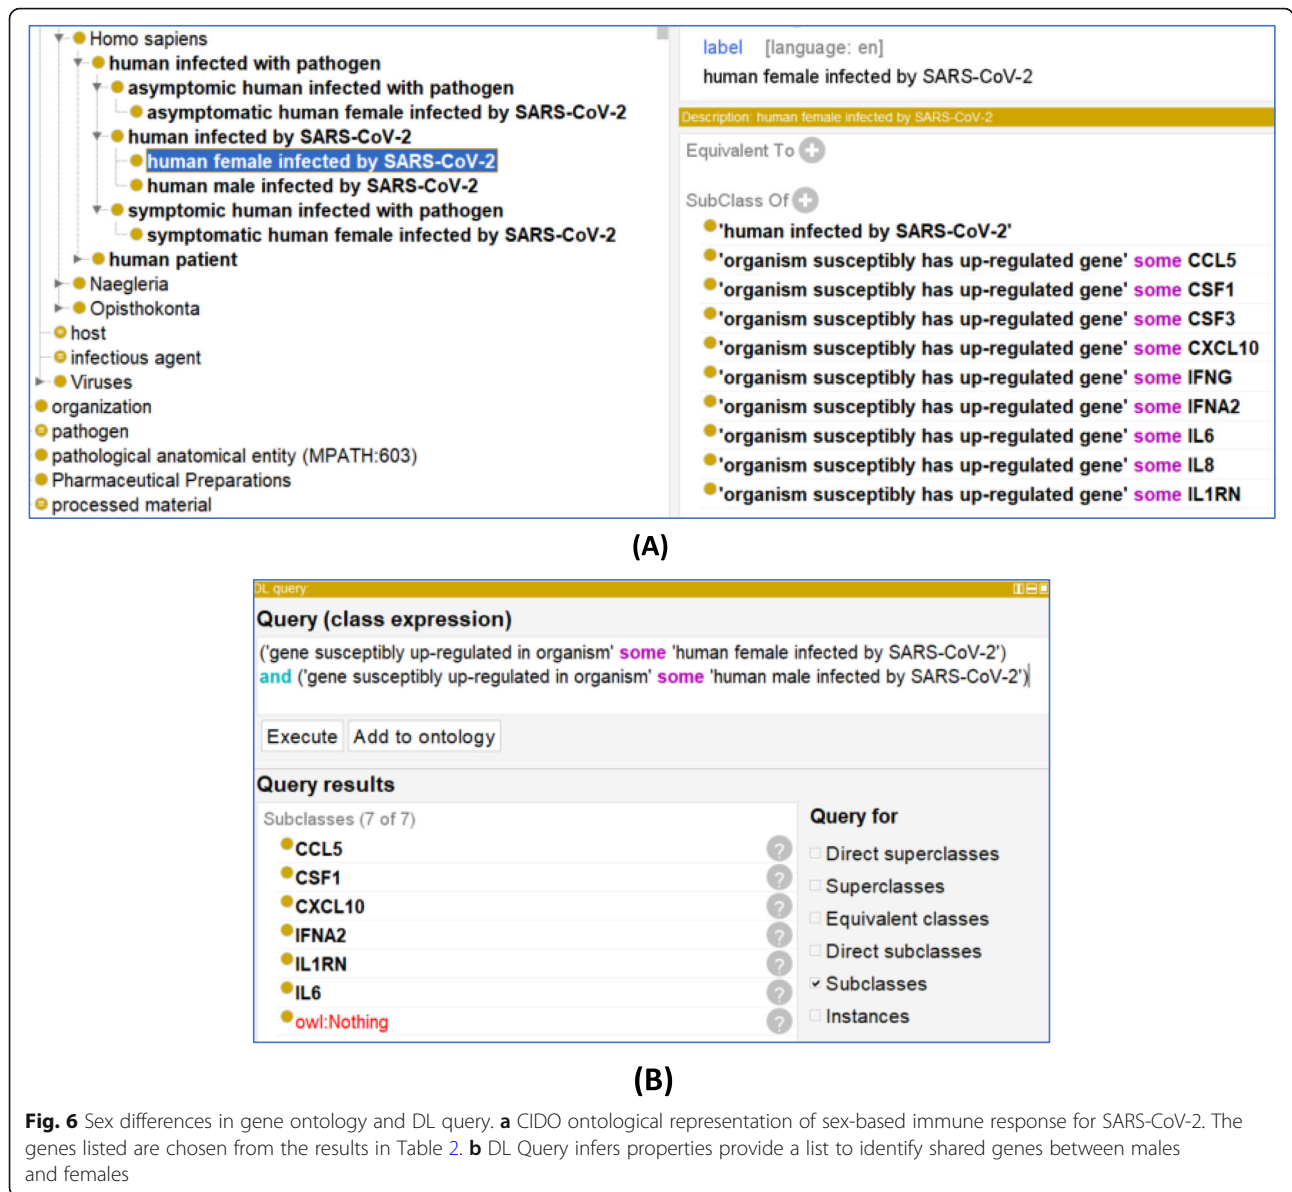 Homo sapiens
human infected with pathogen
asymptomic human infected with pathogen
asymptomatic human female infected by SARS-CoV-2
human infected by SARS-CoV-2
human female infected by SARS-CoV-2
human male infected by SARS-CoV-2
symptomic human infected with pathogen
symptomatic human female infected by SARS-CoV-2
human patient
Naegleria
Opisthokonta
host
infectious agent
Viruses
organization
pathogen
pathological anatomical entity (MPATH:603)
Pharmaceutical Preparations
processed material
label [language: en]
human female infected by SARS-CoV-2
Description: human female infected by SARS-CoV-2
Equivalent To
SubClass Of
'human infected by SARS-CoV-2'
'organism susceptibly has up-regulated gene' some CCL5
'organism susceptibly has up-regulated gene' some CSF1
'organism susceptibly has up-regulated gene' some CSF3
'organism susceptibly has up-regulated gene' some CXCL10
'organism susceptibly has up-regulated gene' some IFNG
'organism susceptibly has up-regulated gene' some IFNA2
'organism susceptibly has up-regulated gene' some IL6
'organism susceptibly has up-regulated gene' some IL8
'organism susceptibly has up-regulated gene' some IL1RN
(A)
DL query:
Query (class expression)
('gene susceptibly up-regulated in organism' some 'human female infected by SARS-CoV-2')
and ('gene susceptibly up-regulated in organism' some 'human male infected by SARS-CoV-2')
Execute Add to ontology
Query results
Subclasses (7 of 7)
CCL5
CSF1
CXCL10
IFNA2
IL1RN
IL6
owl:Nothing
Query for
Direct superclasses
Superclasses
Equivalent classes
Direct subclasses
Subclasses
Instances
(B)
Fig. 6 Sex differences in gene ontology and DL query. a CIDO ontological representation of sex-based immune response for SARS-CoV-2. The
genes listed are chosen from the results in Table 2. b DL Query infers properties provide a list to identify shared genes between males
and females